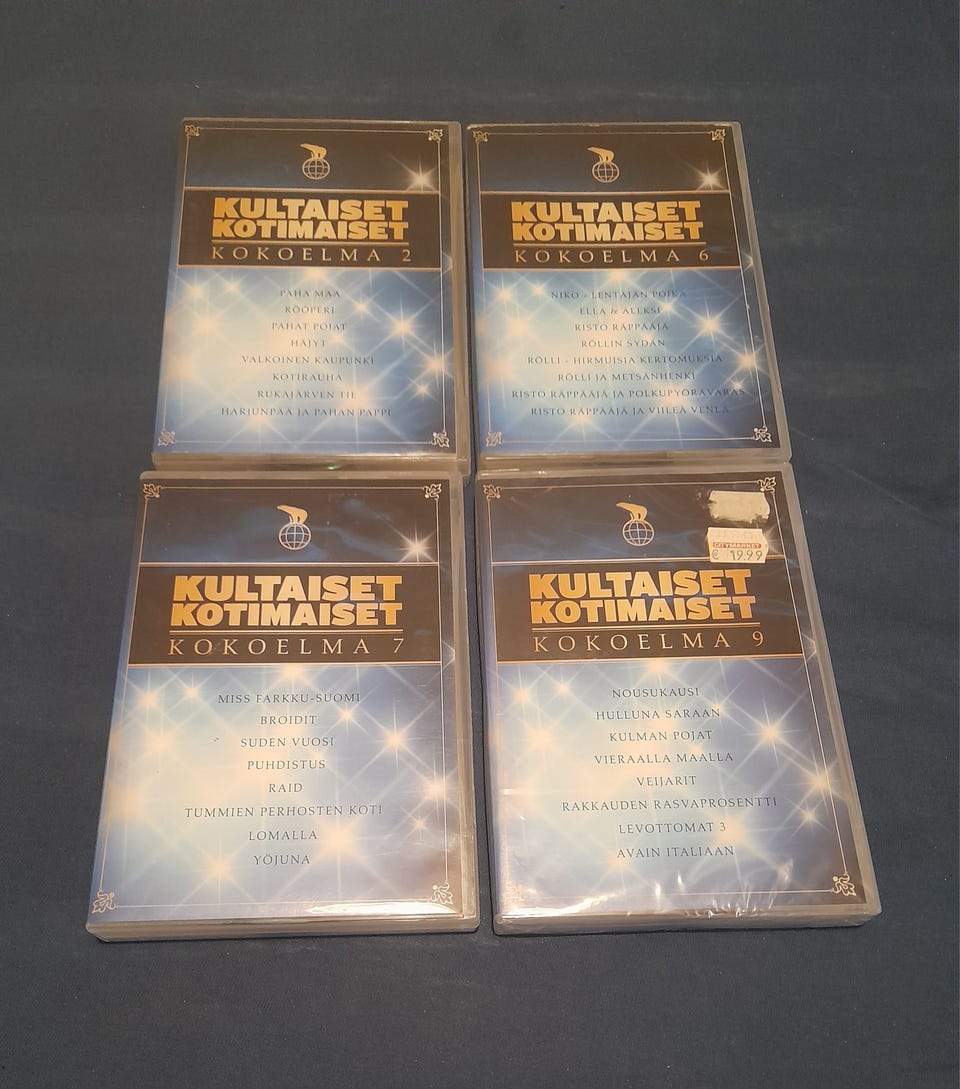 KULTAISET
KOTIMAISET
KOKOELMA 2
PAHA MAA
ROOPERI
PAHAT POJAT
HÄJYT
VALKOINEN KAUPUNKI
KOTIRAUHA
RUKAJÄRVEN TIE
HARJUNPÄÄ JA PAHAN PAPPI
KULTAISET
KOTIMAISET
KOKOELMA 6
NIKO - LENTÄJÄN POIKA
ELLA & ALEKSI
RISTO RÄPPÄÄJÄ
RÖLLIN SYDÄN
RÖLLI - HIRMUISIA KERTOMUKSIA
RÖLLI JA METSÄNHENKI
RISTO RÄPPÄÄJÄ JA POLKUPYÖRÄVARAS
RISTO RÄPPÄÄJÄ JA VIILEÄ VENLA
KULTAISET
KOTIMAISET
KOKOELMA 7
MISS FARKKU-SUOMI
BROIDIT
SUDEN VUOSI
PUHDISTUS
RAID
TUMMIEN PERHOSTEN KOTI
LOMALLA
YÖJUNA
CITYMARKET
€ 19.99
KULTAISET
KOTIMAISET
KOKOELMA 9
NOUSUKAUSI
HULLUNA SARAAN
KULMAN POJAT
VIERAALLA MAALLA
VEIJARIT
RAKKAUDEN RASVAPROSENTTI
LEVOTTOMAT 3
AVAIN ITALIAAN